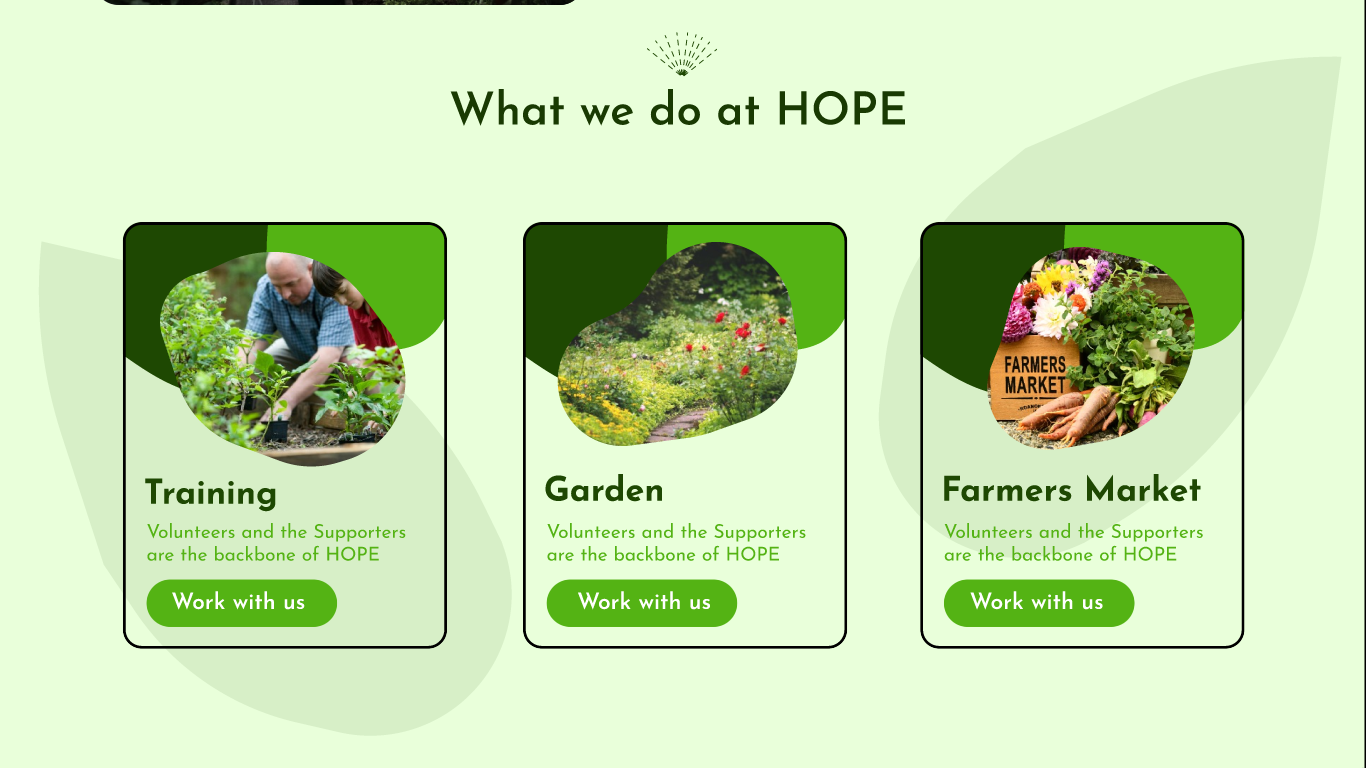 What we do at HOPE
FARMERS
MARKET
Training
Volunteers and the Supporters
are the backbone of HOPE
Work with us
Garden
Volunteers and the Supporters
are the backbone of HOPE
Work with us
Farmers Market
Volunteers and the Supporters
are the backbone of HOPE
Work with us